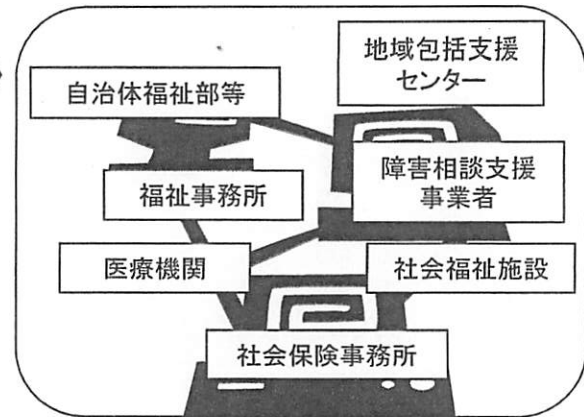 地域包括支援
センター
自治体福祉部等
障害相談支援
事業者
福祉事務所
医療機関
社会福祉施設
社会保険事務所